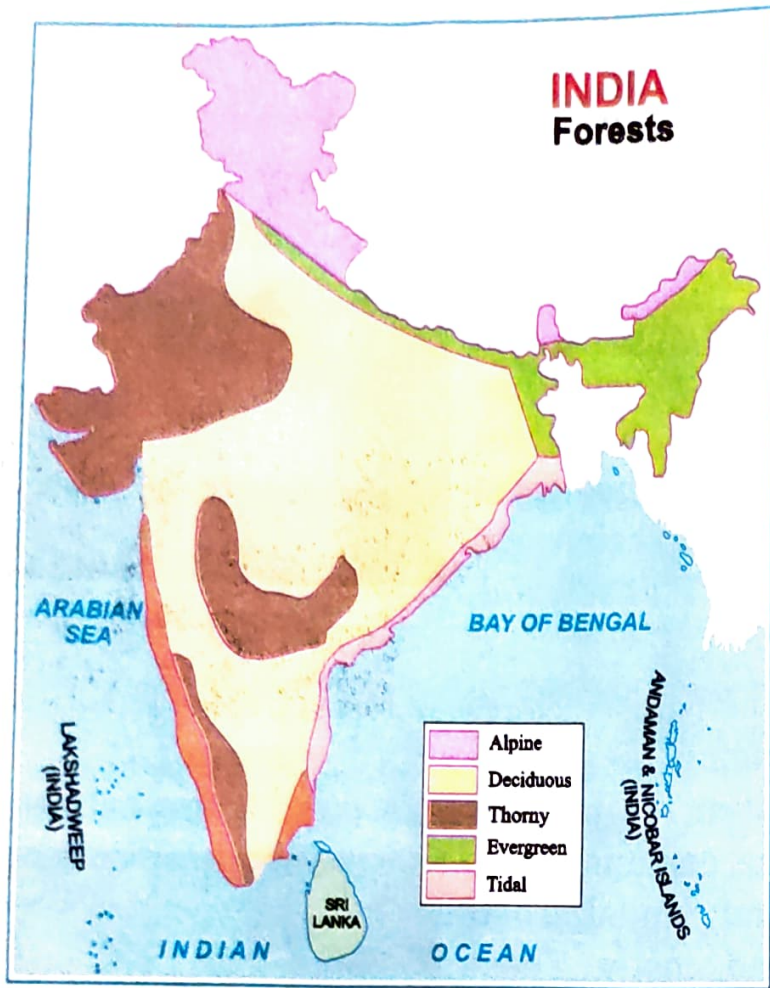 INDIA
Forests
ARABIAN
SEA
BAY OF BENGAL
LAKSHADWEEP
(INDIA)
ANDAMAN & NICOBAR ISLANDS
(INDIA)
Alpine
Deciduous
Thorny
Evergreen
Tidal
SRI
LANKA
INDIAN OCEAN